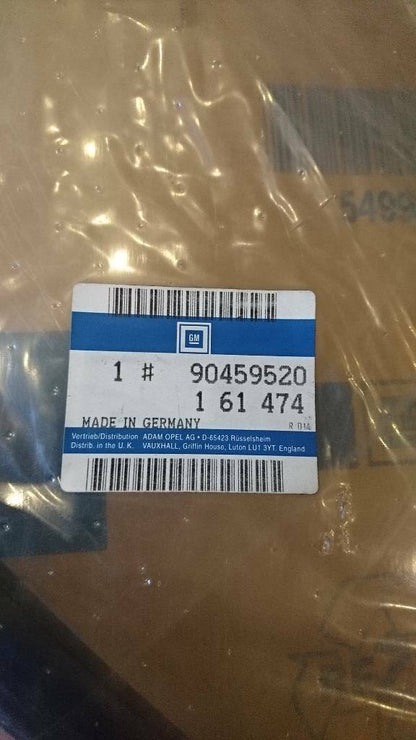 5499
GM
1 # 90459520
1 61 474
MADE IN GERMANY
Vertrieb/Distribution ADAM OPEL AG • D-65423 Rüsselsheim
Distrib. in the U. K. VAUXHALL, Griffin House, Luton LU1 3YT. England